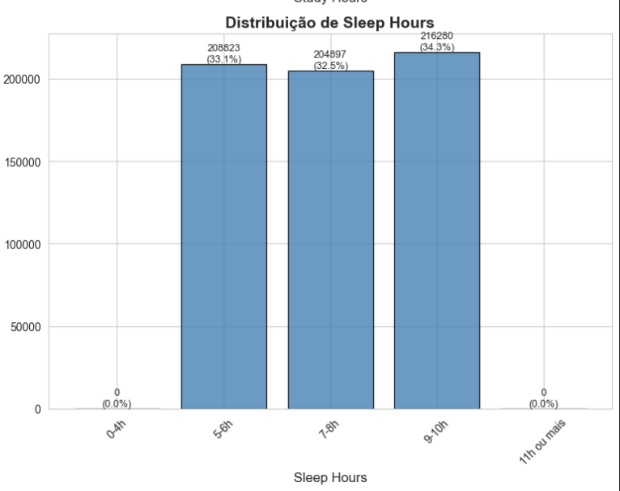 Study Hours
Distribuição de Sleep Hours
208823
(33.1%)
204897
(32.5%)
216280
(34.3%)
0
(0.0%)
0
(0.0%)
200000
150000
100000
50000
0
0-4h
5-6h
7-8h
9-10h
11h ou mais
Sleep Hours